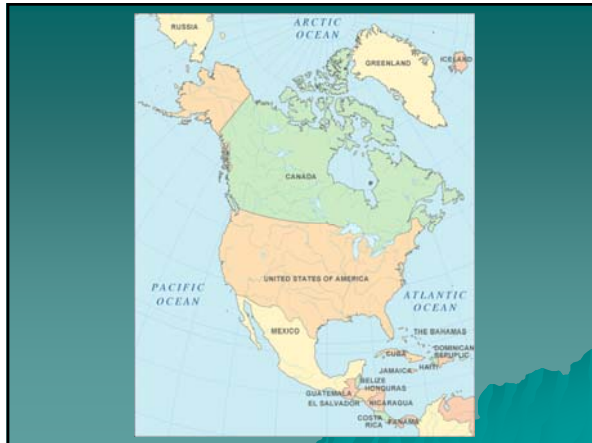 RUSSIA
ARCTIC
OCEAN
GREENLAND
ICELAND
CANADA
UNITED STATES OF AMERICA
PACIFIC
OCEAN
ATLANTIC
OCEAN
MEXICO
THE BAHAMAS
CUBA
DOMINICAN
REPUPLIC
JAMAICA
HAITI
BELIZE
HONDURAS
GUATEMALA
EL SALVADOR
NICARAGUA
COSTA
RICA
PANAMA